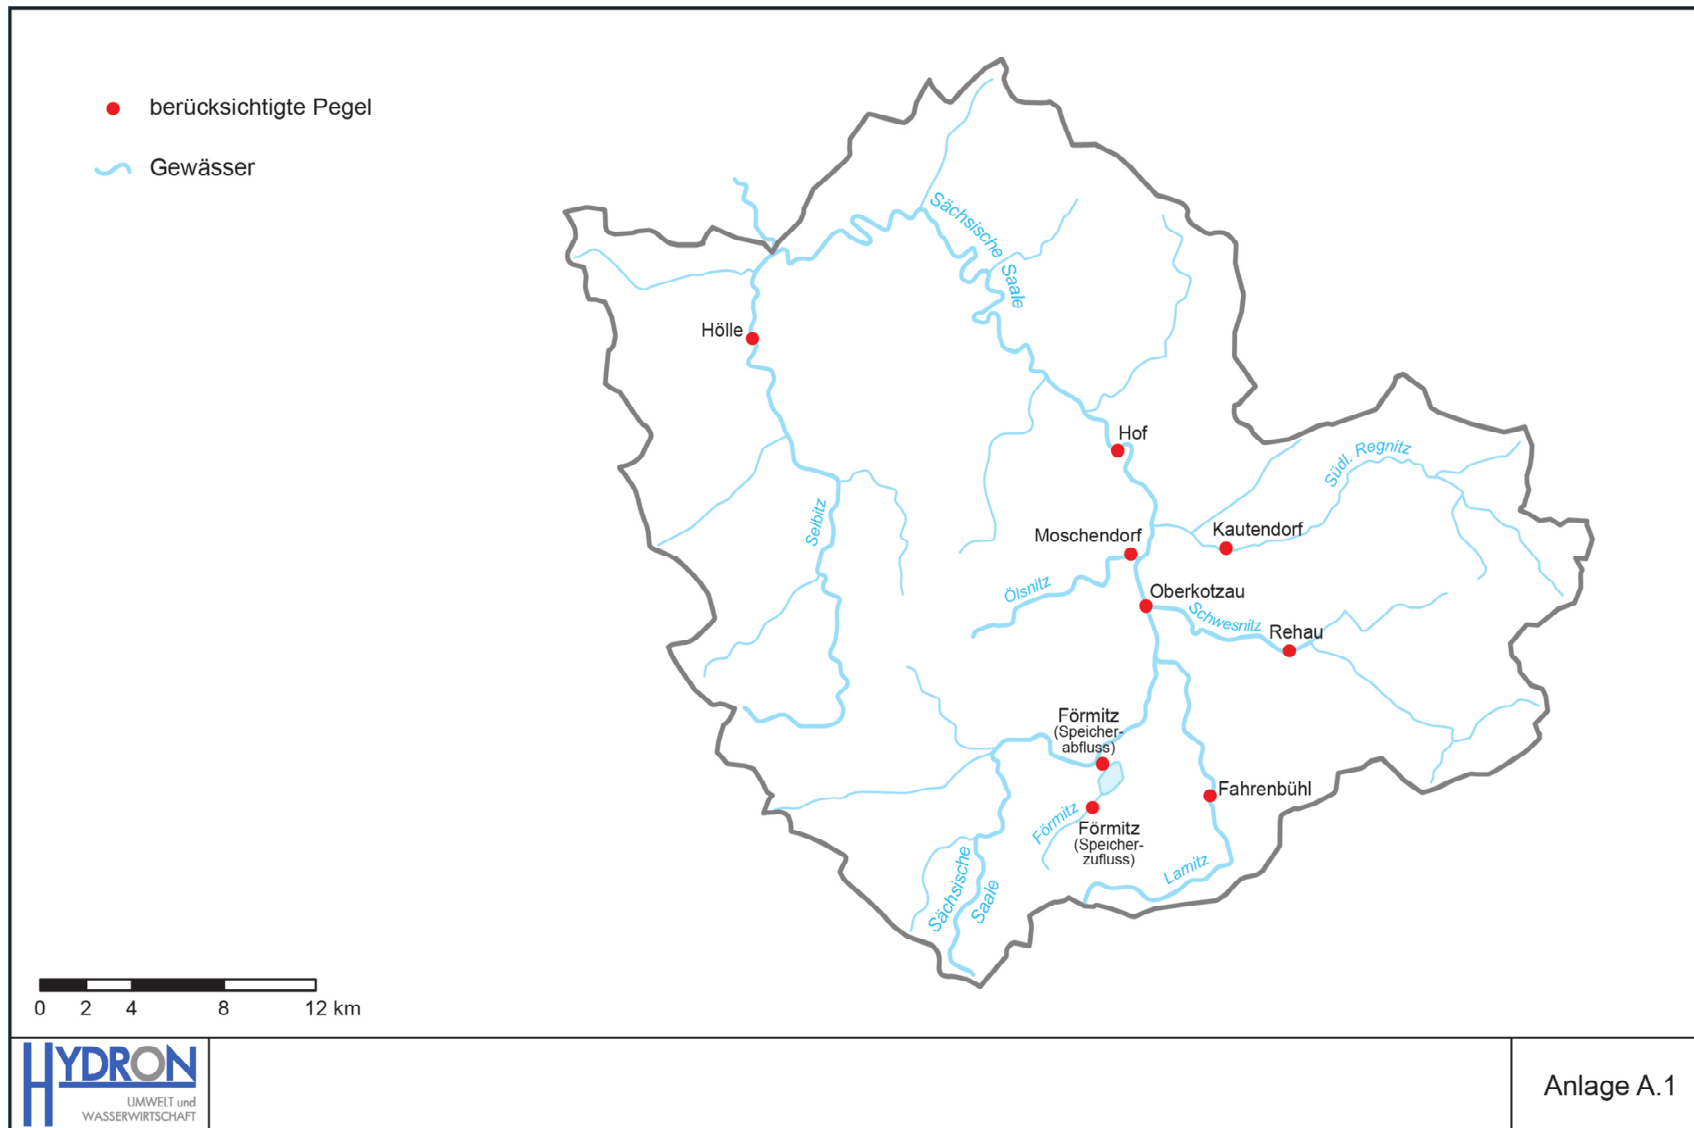 berücksichtigte Pegel
Gewässer
Sächsische Saale
Hölle
Hof
Südl. Regnitz
Selbitz
Moschendorf
Kautendorf
Ölsnitz
Oberkotzau
Schwesnitz
Rehau
Förmitz
(Speicher-
abfluss)
Fahrenbühl
Förmitz
Förmitz
(Speicher-
zufluss)
Lamitz
Sächsische
Saale
0 2 4 8 12 km
HYDRON
UMWELT und
WASSERWIRTSCHAFT
Anlage A.1